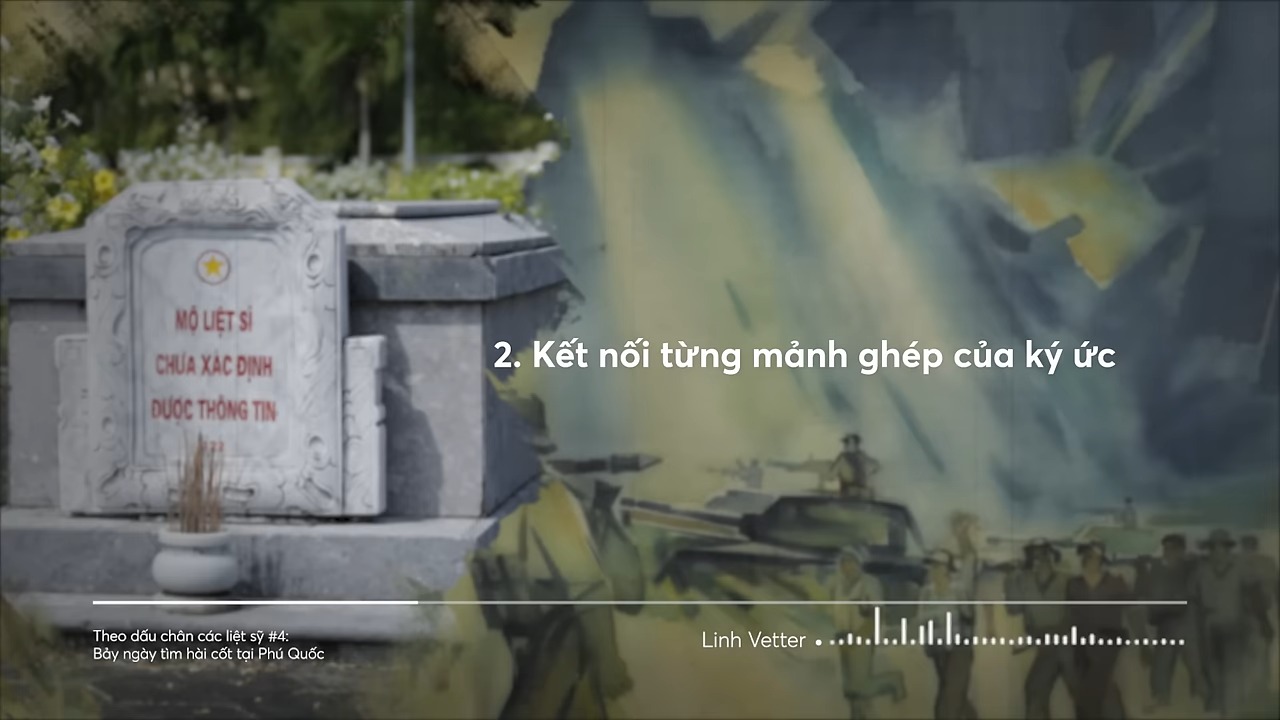 MỘ LIỆT SĨ
CHƯA XÁC ĐỊNH
ĐƯỢC THÔNG TIN
2. Kết nối từng mảnh ghép của ký ức
Theo dấu chân các liệt sỹ #4:
Bảy ngày tìm hài cốt tại Phú Quốc
Linh Vetter